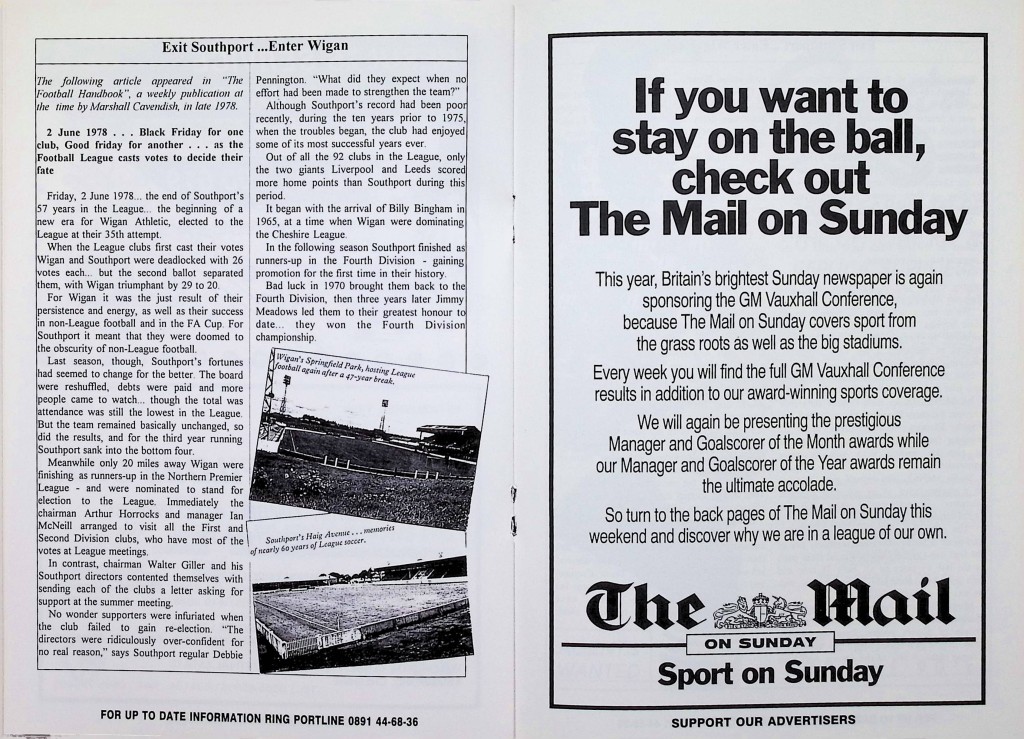 Exit Southport ...Enter Wigan
The following article appeared in "The
Football Handbook", a weekly publication at
the time by Marshall Cavendish, in late 1978.
2 June 1978 . . . Black Friday for one
club, Good friday for another . . . as the
Football League casts votes to decide their
fate
Friday, 2 June 1978... the end of Southport's
57 years in the League... the beginning of a
new era for Wigan Athletic, elected to the
League at their 35th attempt.
When the League clubs first cast their votes
Wigan and Southport were deadlocked with 26
votes each... but the second ballot separated
them, with Wigan triumphant by 29 to 20.
For Wigan it was the just result of their
persistence and energy, as well as their success
in non-League football and in the FA Cup. For
Southport it meant that they were doomed to
the obscurity of non-League football.
Last season, though, Southport's fortunes
had seemed to change for the better. The board
were reshuffled, debts were paid and more
people came to watch... though the total was
attendance was still the lowest in the League.
But the team remained basically unchanged, so
did the results, and for the third year running
Southport sank into the bottom four.
Meanwhile only 20 miles away Wigan were
finishing as runners-up in the Northern Premier
League - and were nominated to stand for
election to the League. Immediately the
chairman Arthur Horrocks and manager Ian
McNeill arranged to visit all the First and
Second Division clubs, who have most of the
votes at League meetings.
In contrast, chairman Walter Giller and his
Southport directors contented themselves with
sending each of the clubs a letter asking for
support at the summer meeting.
No wonder supporters were infuriated when
the club failed to gain re-election. "The
directors were ridiculously over-confident for
no real reason," says Southport regular Debbie
Pennington. "What did they expect when no
effort had been made to strengthen the team?"
Although Southport's record had been poor
recently, during the ten years prior to 1975,
when the troubles began, the club had enjoyed
some of its most successful years ever.
Out of all the 92 clubs in the League, only
the two giants Liverpool and Leeds scored
more home points than Southport during this
period.
It began with the arrival of Billy Bingham in
1965, at a time when Wigan were dominating
the Cheshire League.
In the following season Southport finished as
runners-up in the Fourth Division - gaining
promotion for the first time in their history.
Bad luck in 1970 brought them back to the
Fourth Division, then three years later Jimmy
Meadows led them to their greatest honour to
date... they won the Fourth Division
championship.
Wigan's Springfield Park, hosting League
football again after a 47-year break.
Southport's Haig Avenue . . . memories
of nearly 60 years of League soccer.
FOR UP TO DATE INFORMATION RING PORTLINE 0891 44-68-36
If you want to
stay on the ball,
check out
The Mail on Sunday
This year, Britain's brightest Sunday newspaper is again
sponsoring the GM Vauxhall Conference,
because The Mail on Sunday covers sport from
the grass roots as well as the big stadiums.
Every week you will find the full GM Vauxhall Conference
results in addition to our award-winning sports coverage.
We will again be presenting the prestigious
Manager and Goalscorer of the Month awards while
our Manager and Goalscorer of the Year awards remain
the ultimate accolade.
So turn to the back pages of The Mail on Sunday this
weekend and discover why we are in a league of our own.
The Mail
ON SUNDAY
Sport on Sunday
SUPPORT OUR ADVERTISERS